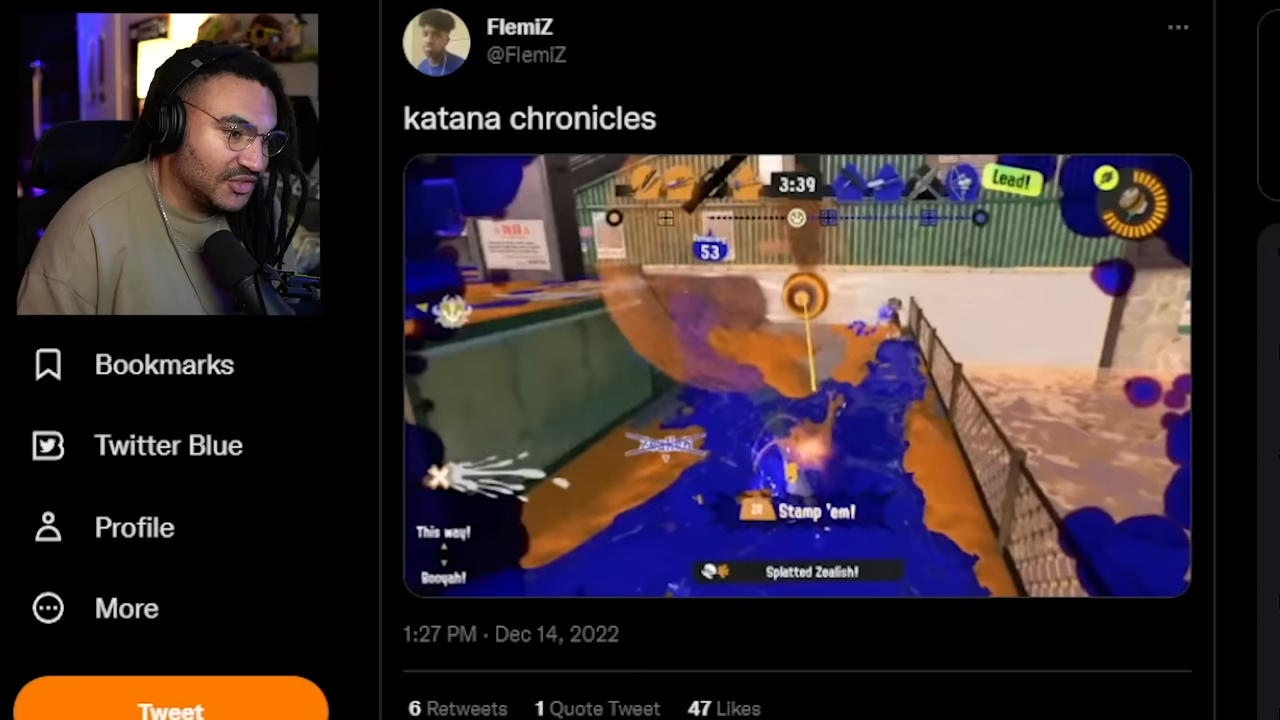 FlemiZ
@FlemiZ
katana chronicles
3:39
Lead!
53
Zealish
Stamp 'em!
This way!
Booyah!
Splatted Zealish!
Bookmarks
Twitter Blue
Profile
More
Tweet
1:27 PM · Dec 14, 2022
6 Retweets 1 Quote Tweet 47 Likes